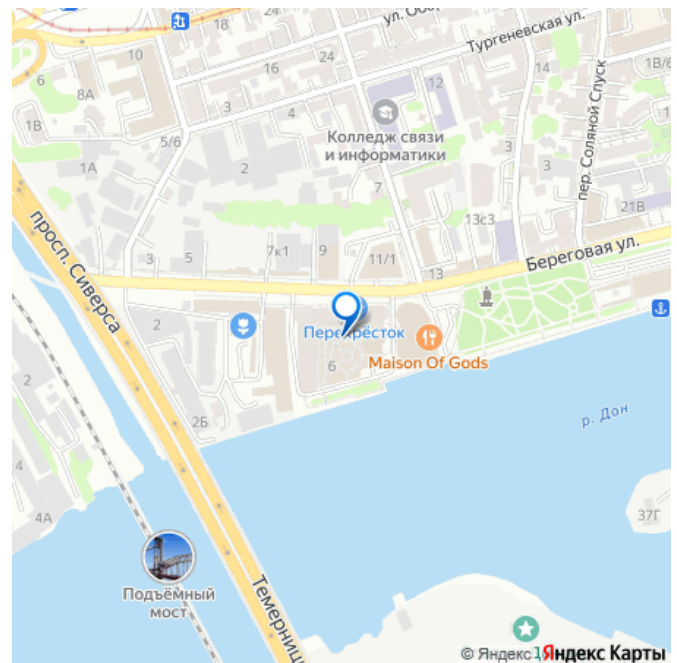 ул. Обо
Тургеневская ул.
18
10
24
16
14
1В/6
6
8А
12
пер. Соляной Спуск
3
4
1В
5/6
Колледж связи
и информатики
1А
2
3
7
21В
13с3
просп. Сиверса
3
5
7к1
9
11/1
13
Береговая ул.
2
Перекрёсток
6
Maison Of Gods
2
2Б
р. Дон
4
4А
37Г
Подъёмный
мост
Темерниц
© Яндекс
Яндекс Карты